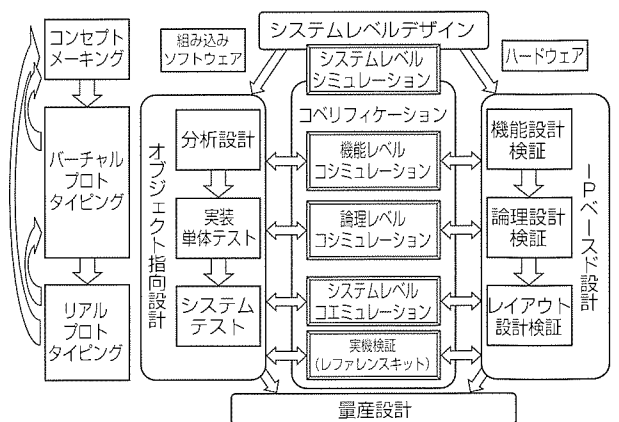 コンセプト
メーキング
バーチャル
プロト
タイピング
リアル
プロト
タイピング
システムレベルデザイン
組み込み
ソフトウェア
ハードウェア
システムレベル
シミュレーション
コベリフィケーション
オブジェクト指向設計
分析設計
実装
単体テスト
システム
テスト
機能レベル
コシミュレーション
論理レベル
コシミュレーション
システムレベル
コエミュレーション
実機検証
(レファレンスキット)
機能設計
検証
論理設計
検証
レイアウト
設計検証
IPベースド設計
量産設計